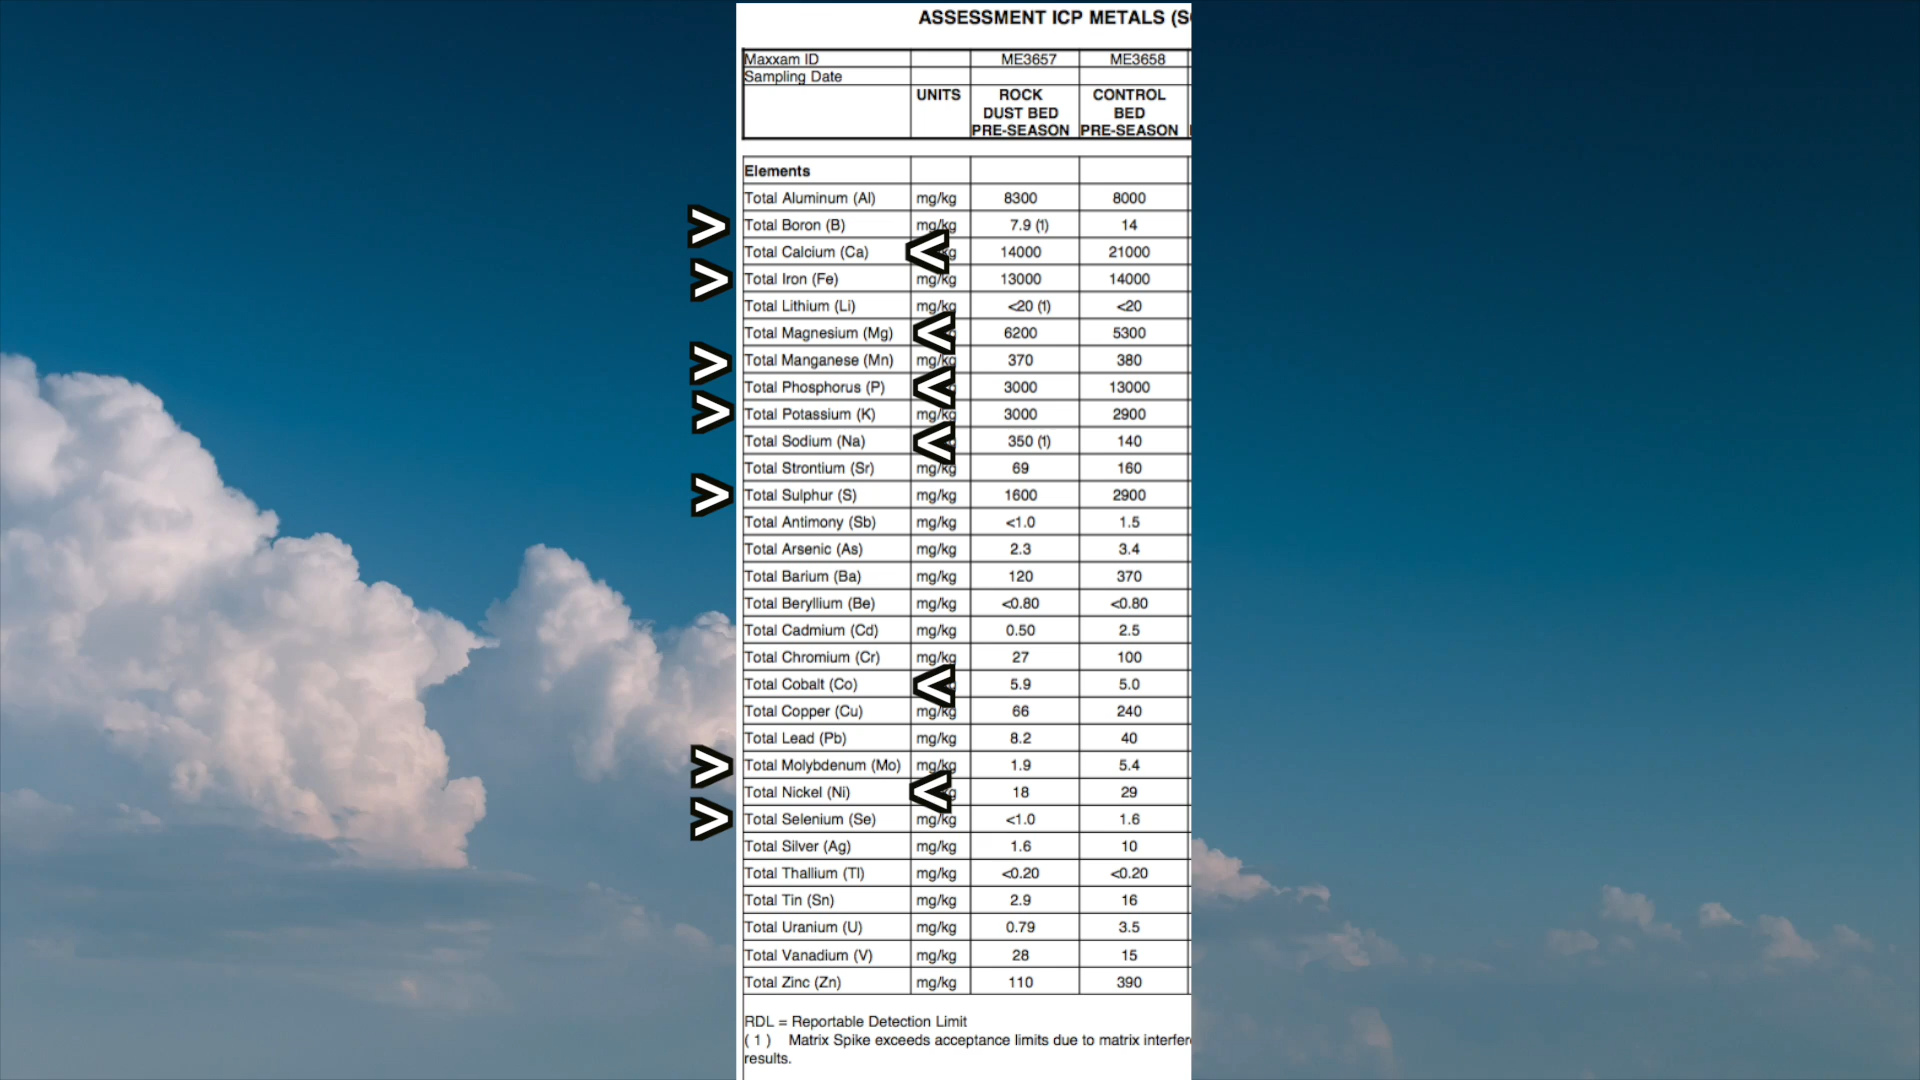 ASSESSMENT ICP METALS (S
Maxxam ID ME3657 ME3658
Sampling Date
UNITS ROCK DUST BED PRE-SEASON CONTROL BED PRE-SEASON
Elements
Total Aluminum (Al) mg/kg 8300 8000
> Total Boron (B) mg/kg 7.9 (1) 14
Total Calcium (Ca) < g 14000 21000
> Total Iron (Fe) mg/kg 13000 14000
Total Lithium (Li) mg/kg <20 (1) <20
Total Magnesium (Mg) < 6200 5300
> Total Manganese (Mn) mg/kg 370 380
Total Phosphorus (P) < 3000 13000
> Total Potassium (K) mg/kg 3000 2900
Total Sodium (Na) < 350 (1) 140
Total Strontium (Sr) mg/kg 69 160
> Total Sulphur (S) mg/kg 1600 2900
Total Antimony (Sb) mg/kg <1.0 1.5
Total Arsenic (As) mg/kg 2.3 3.4
Total Barium (Ba) mg/kg 120 370
Total Beryllium (Be) mg/kg <0.80 <0.80
Total Cadmium (Cd) mg/kg 0.50 2.5
Total Chromium (Cr) mg/kg 27 100
Total Cobalt (Co) < 5.9 5.0
Total Copper (Cu) mg/kg 66 240
Total Lead (Pb) mg/kg 8.2 40
> Total Molybdenum (Mo) mg/kg 1.9 5.4
Total Nickel (Ni) < g 18 29
> Total Selenium (Se) mg/kg <1.0 1.6
Total Silver (Ag) mg/kg 1.6 10
Total Thallium (Tl) mg/kg <0.20 <0.20
Total Tin (Sn) mg/kg 2.9 16
Total Uranium (U) mg/kg 0.79 3.5
Total Vanadium (V) mg/kg 28 15
Total Zinc (Zn) mg/kg 110 390
RDL = Reportable Detection Limit
( 1 ) Matrix Spike exceeds acceptance limits due to matrix interfer
results.